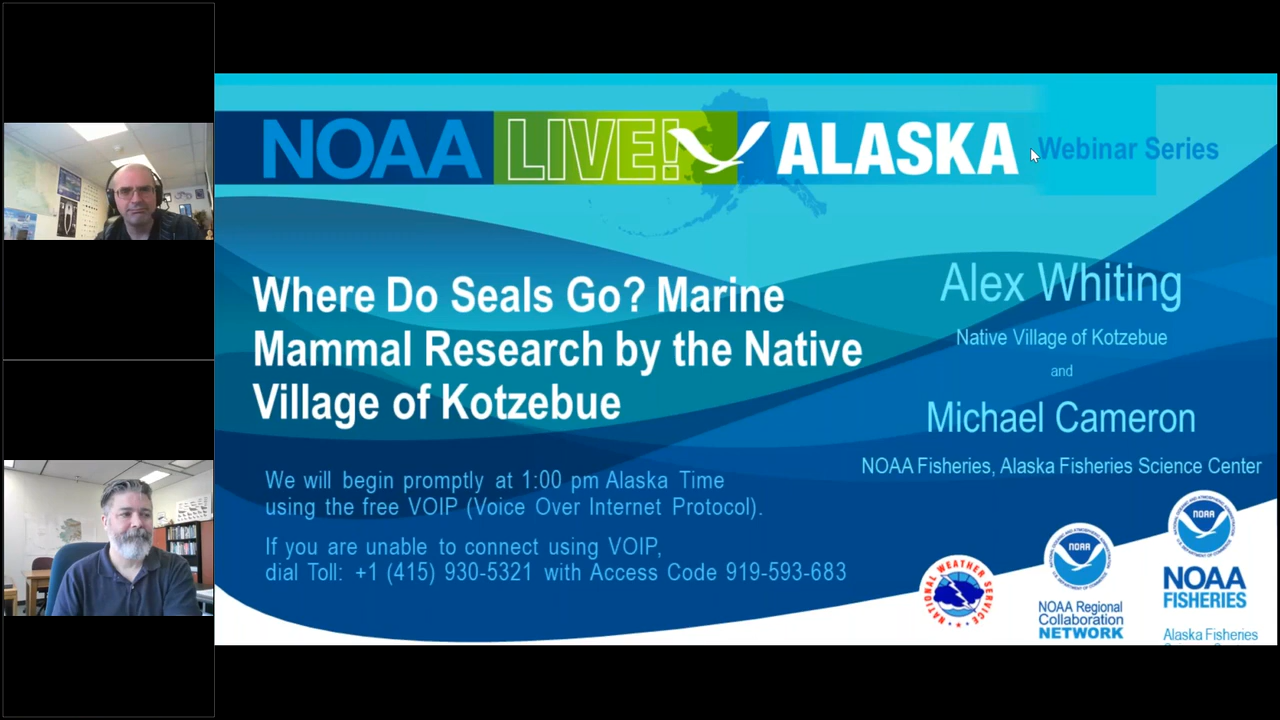 NOAA LIVE! ALASKA Webinar Series
Where Do Seals Go? Marine
Mammal Research by the Native
Village of Kotzebue
Alex Whiting
Native Village of Kotzebue
and
Michael Cameron
NOAA Fisheries, Alaska Fisheries Science Center
We will begin promptly at 1:00 pm Alaska Time
using the free VOIP (Voice Over Internet Protocol).
If you are unable to connect using VOIP,
dial Toll: +1 (415) 930-5321 with Access Code 919-593-683
NATIONAL WEATHER SERVICE
NOAA
NOAA Regional
Collaboration
NETWORK
NOAA
NOAA
FISHERIES
Alaska Fisheries